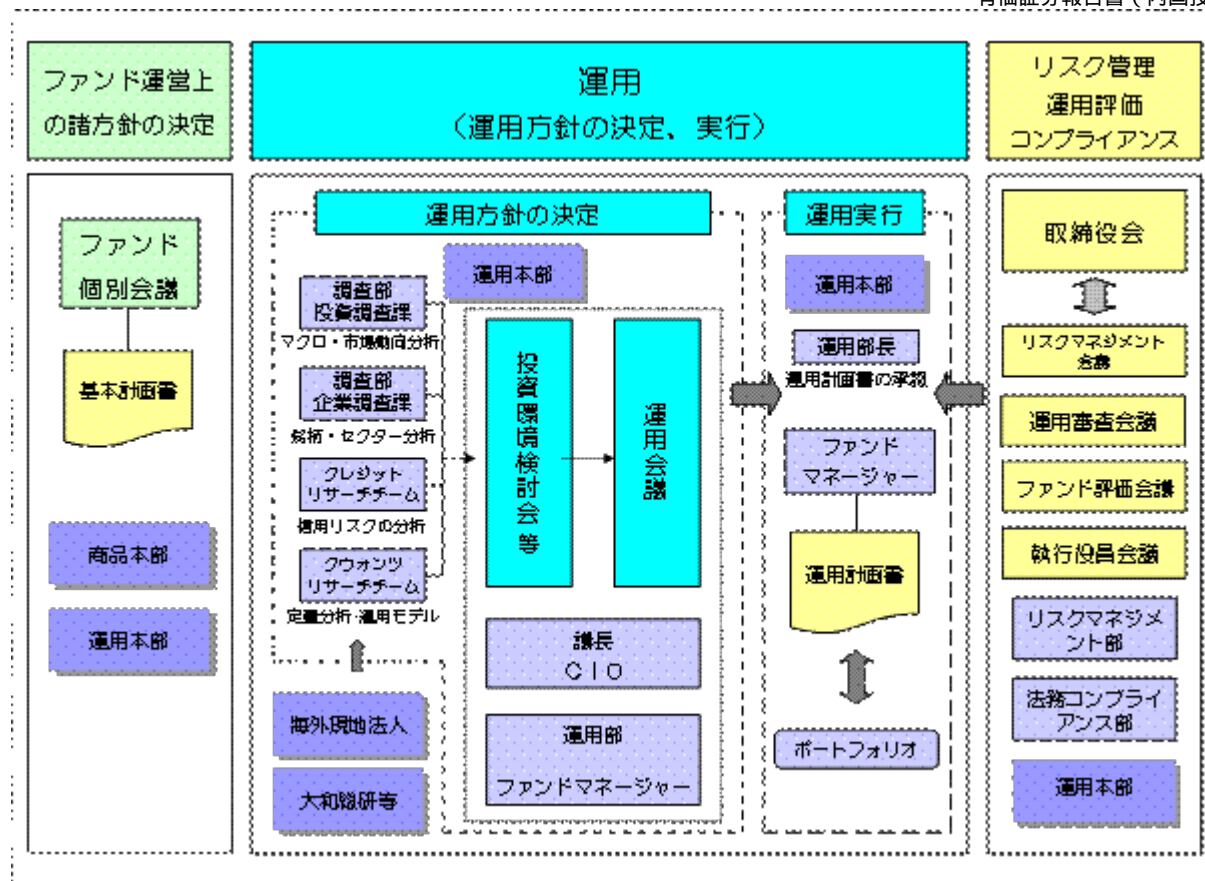 ファンド運営上
の諸方針の決定
運用
（運用方針の決定、実行）
リスク管理
運用評価
コンプライアンス
ファンド
個別会議
基本計画書
商品本部
運用本部
運用方針の決定
運用本部
調査部
投資調査課
マクロ・市場動向分析
調査部
企業調査課
銘柄・セクター分析
クレジット
リサーチチーム
信用リスクの分析
クウォンツ
リサーチチーム
定量分析・運用モデル
海外現地法人
大和総研等
投資環境検討会等
運用会議
議長
ＣＩＯ
運用部
ファンドマネージャー
運用実行
運用本部
運用部長
運用計画書の承認
ファンド
マネージャー
運用計画書
ポートフォリオ
取締役会
リスクマネジメント
会議
運用審査会議
ファンド評価会議
執行役員会議
リスクマネジメ
ント部
法務コンプライ
アンス部
運用本部